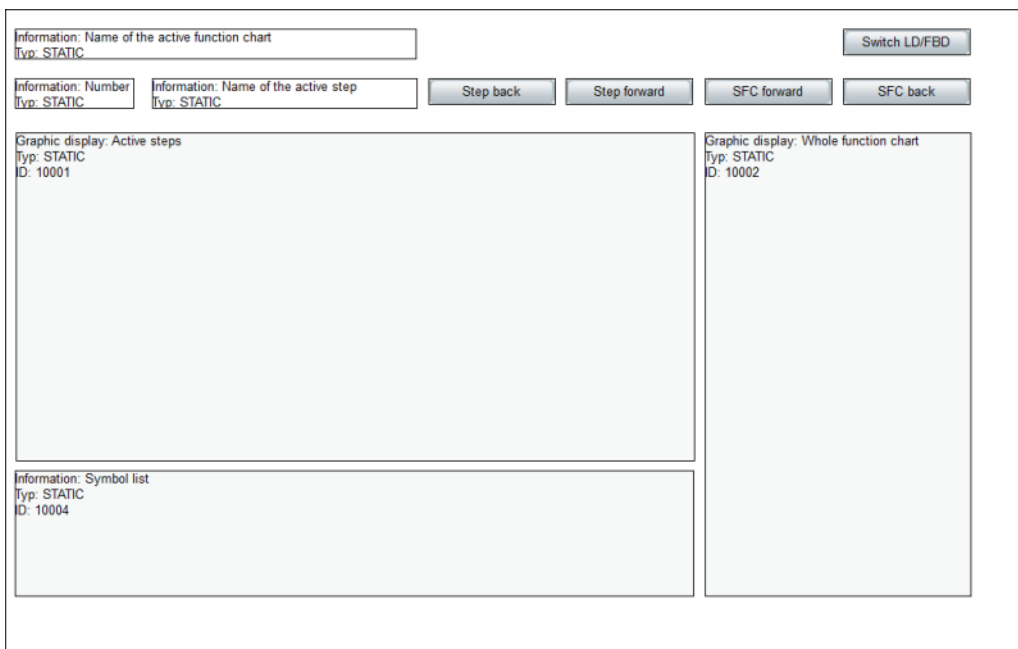 Information: Name of the active function chart
Typ: STATIC
Switch LD/FBD
Information: Number
Typ: STATIC
Information: Name of the active step
Typ: STATIC
Step back
Step forward
SFC forward
SFC back
Graphic display: Active steps
Typ: STATIC
ID: 10001
Graphic display: Whole function chart
Typ: STATIC
ID: 10002
Information: Symbol list
Typ: STATIC
ID: 10004